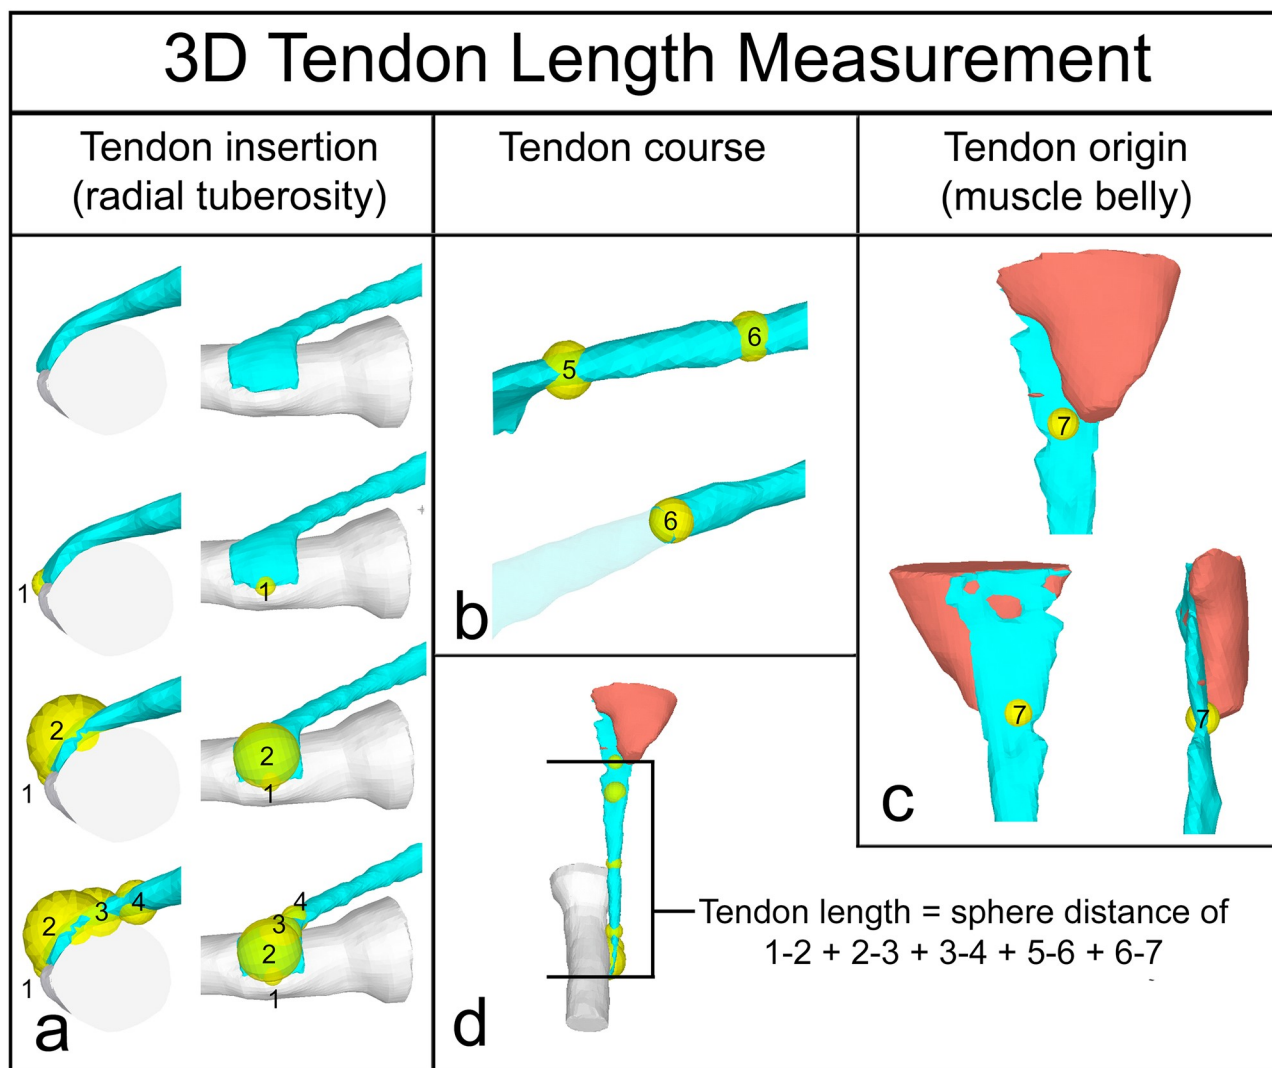 3D Tendon Length Measurement
Tendon insertion
(radial tuberosity)
Tendon course
Tendon origin
(muscle belly)
1
1
2
1
2
1
2
3
4
1
4
3
2
1
a
5
6
6
b
7
7
7
c
d
Tendon length = sphere distance of
1-2 + 2-3 + 3-4 + 5-6 + 6-7